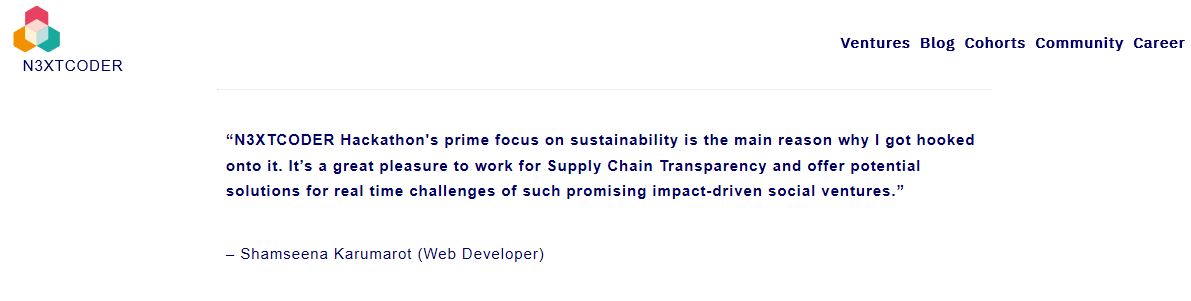 N3XTCODER
Ventures Blog Cohorts Community Career
“N3XTCODER Hackathon's prime focus on sustainability is the main reason why I got hooked
onto it. It’s a great pleasure to work for Supply Chain Transparency and offer potential
solutions for real time challenges of such promising impact-driven social ventures.”
– Shamseena Karumarot (Web Developer)